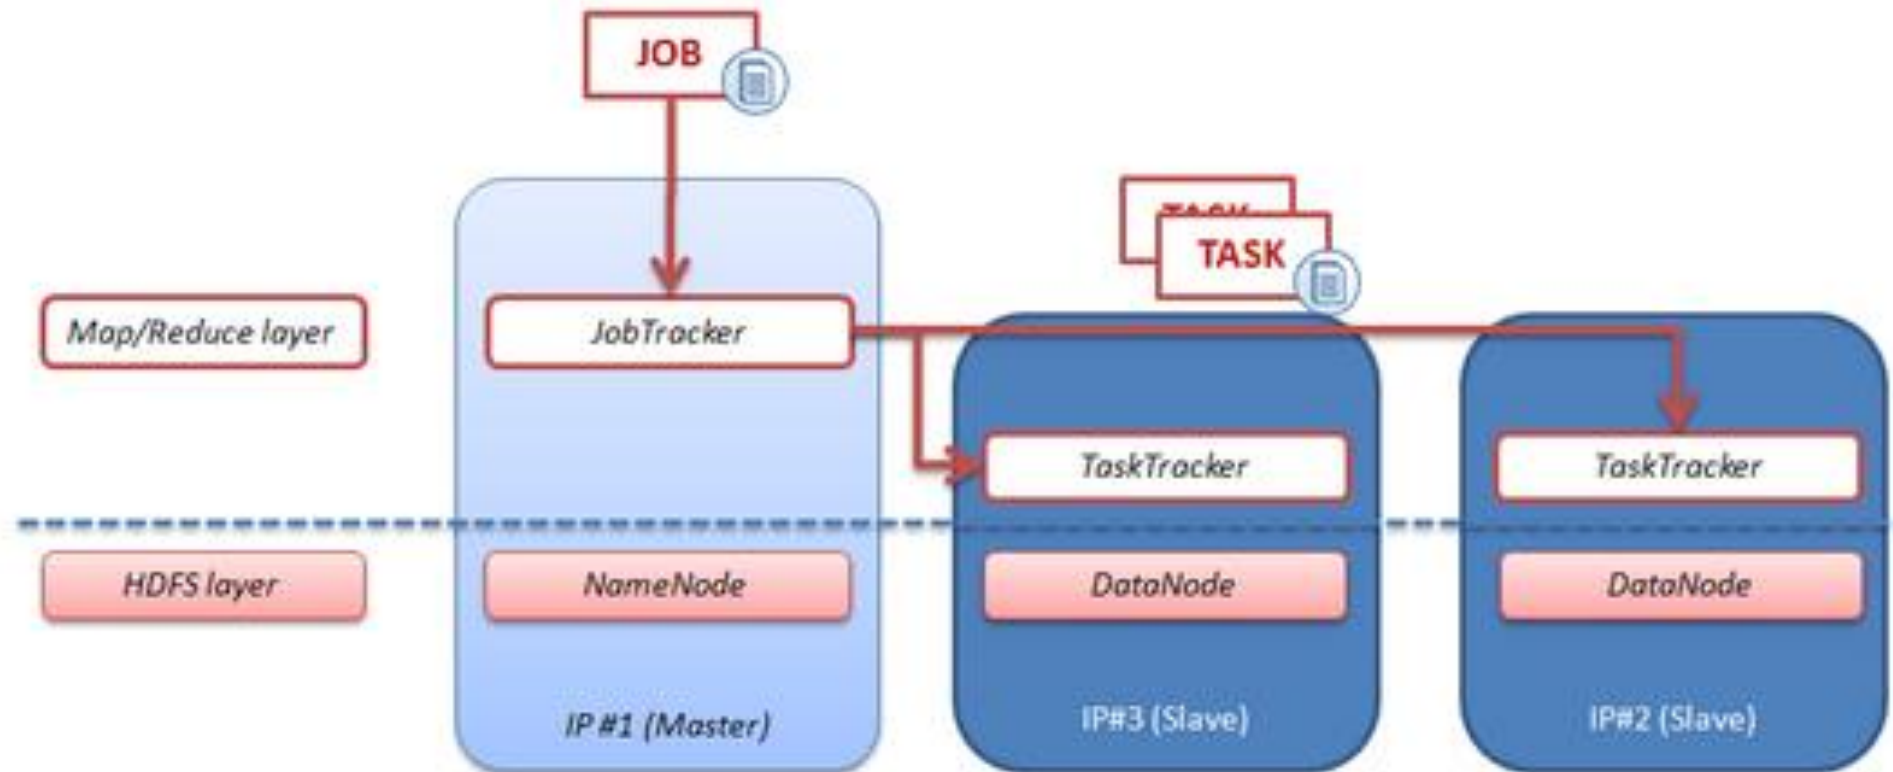 JOB
TASK
TASK
Map/Reduce layer
JobTracker
TaskTracker
TaskTracker
HDFS layer
NameNode
DataNode
DataNode
IP #1 (Master)
IP#3 (Slave)
IP#2 (Slave)